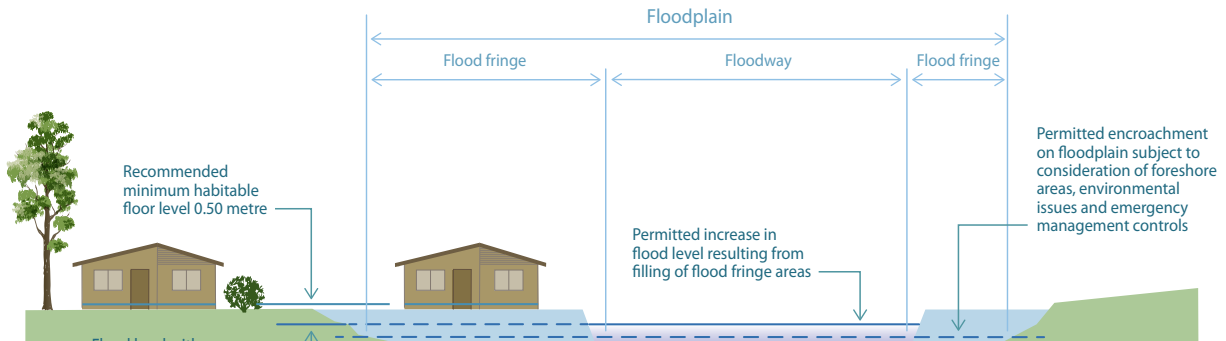 Floodplain
Flood fringe
Floodway
Flood fringe
Recommended
minimum habitable
floor level 0.50 metre
Permitted increase in
flood level resulting from
filling of flood fringe areas
Permitted encroachment
on floodplain subject to
consideration of foreshore
areas, environmental
issues and emergency
management controls